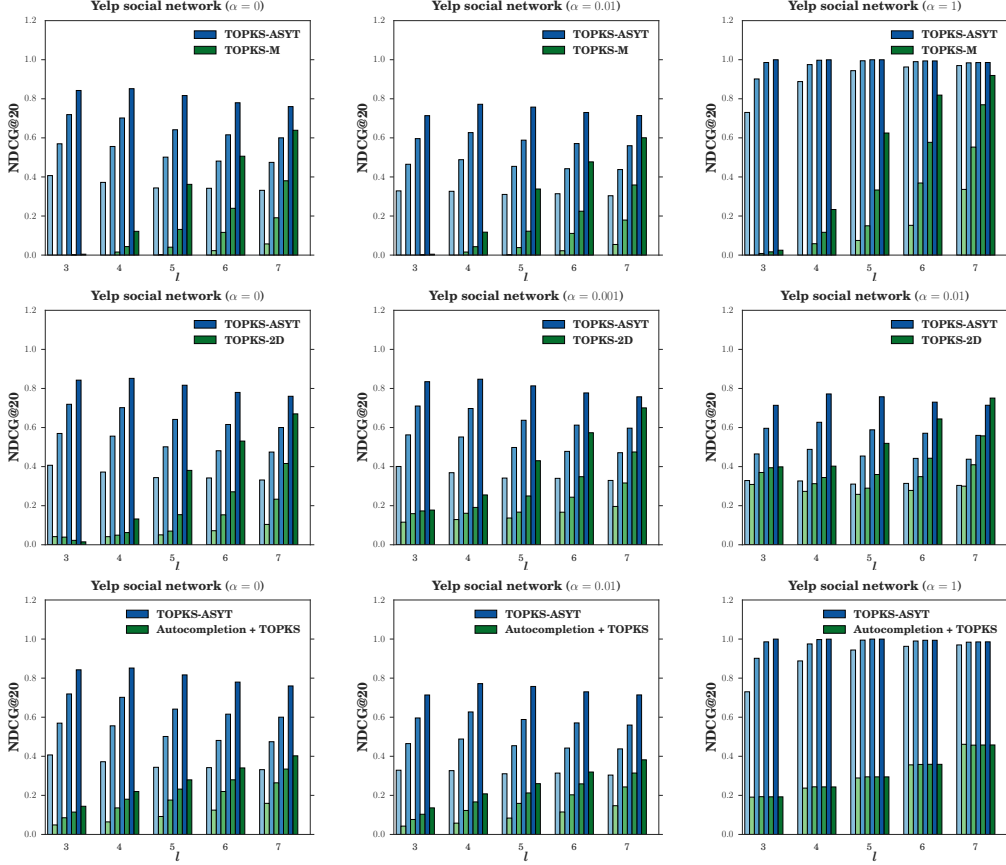 Yelp social network (α = 0)
TOPKS-ASYT
TOPKS-M
NDCG@20
1.2
1.0
0.8
0.6
0.4
0.2
0.0
3 4 5 6 7
l
Yelp social network (α = 0.01)
TOPKS-ASYT
TOPKS-M
NDCG@20
1.2
1.0
0.8
0.6
0.4
0.2
0.0
3 4 5 6 7
l
Yelp social network (α = 1)
TOPKS-ASYT
TOPKS-M
NDCG@20
1.2
1.0
0.8
0.6
0.4
0.2
0.0
3 4 5 6 7
l
Yelp social network (α = 0)
TOPKS-ASYT
TOPKS-2D
NDCG@20
1.2
1.0
0.8
0.6
0.4
0.2
0.0
3 4 5 6 7
l
Yelp social network (α = 0.001)
TOPKS-ASYT
TOPKS-2D
NDCG@20
1.2
1.0
0.8
0.6
0.4
0.2
0.0
3 4 5 6 7
l
Yelp social network (α = 0.01)
TOPKS-ASYT
TOPKS-2D
NDCG@20
1.2
1.0
0.8
0.6
0.4
0.2
0.0
3 4 5 6 7
l
Yelp social network (α = 0)
TOPKS-ASYT
Autocompletion + TOPKS
NDCG@20
1.2
1.0
0.8
0.6
0.4
0.2
0.0
3 4 5 6 7
l
Yelp social network (α = 0.01)
TOPKS-ASYT
Autocompletion + TOPKS
NDCG@20
1.2
1.0
0.8
0.6
0.4
0.2
0.0
3 4 5 6 7
l
Yelp social network (α = 1)
TOPKS-ASYT
Autocompletion + TOPKS
NDCG@20
1.2
1.0
0.8
0.6
0.4
0.2
0.0
3 4 5 6 7
l